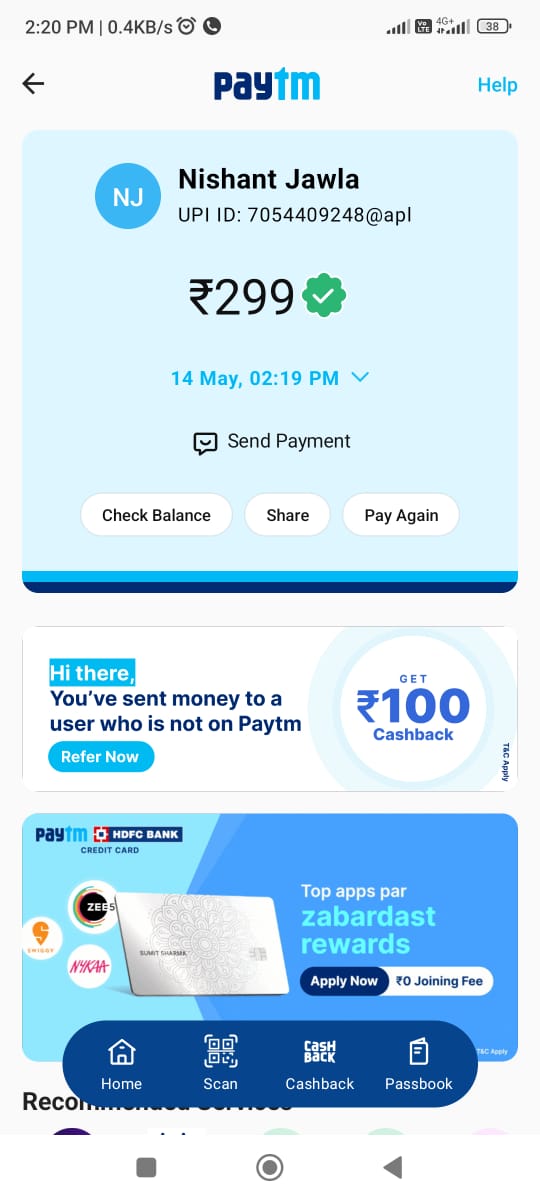 2:20 PM | 0.4KB/s
Vo LTE
4G+
38
paytm
Help
NJ
Nishant Jawla
UPI ID: 7054409248@apl
₹299
14 May, 02:19 PM
Send Payment
Check Balance
Share
Pay Again
Hi there,
You've sent money to a
user who is not on Paytm
Refer Now
GET
₹100
Cashback
T&C Apply
paytm HDFC BANK
CREDIT CARD
ZEE5
SWIGGY
NYKAA
SUMIT SHARMA
Top apps par
zabardast
rewards
Apply Now
₹0 Joining Fee
T&C Apply
Home
Scan
CASH BACK
Cashback
Passbook